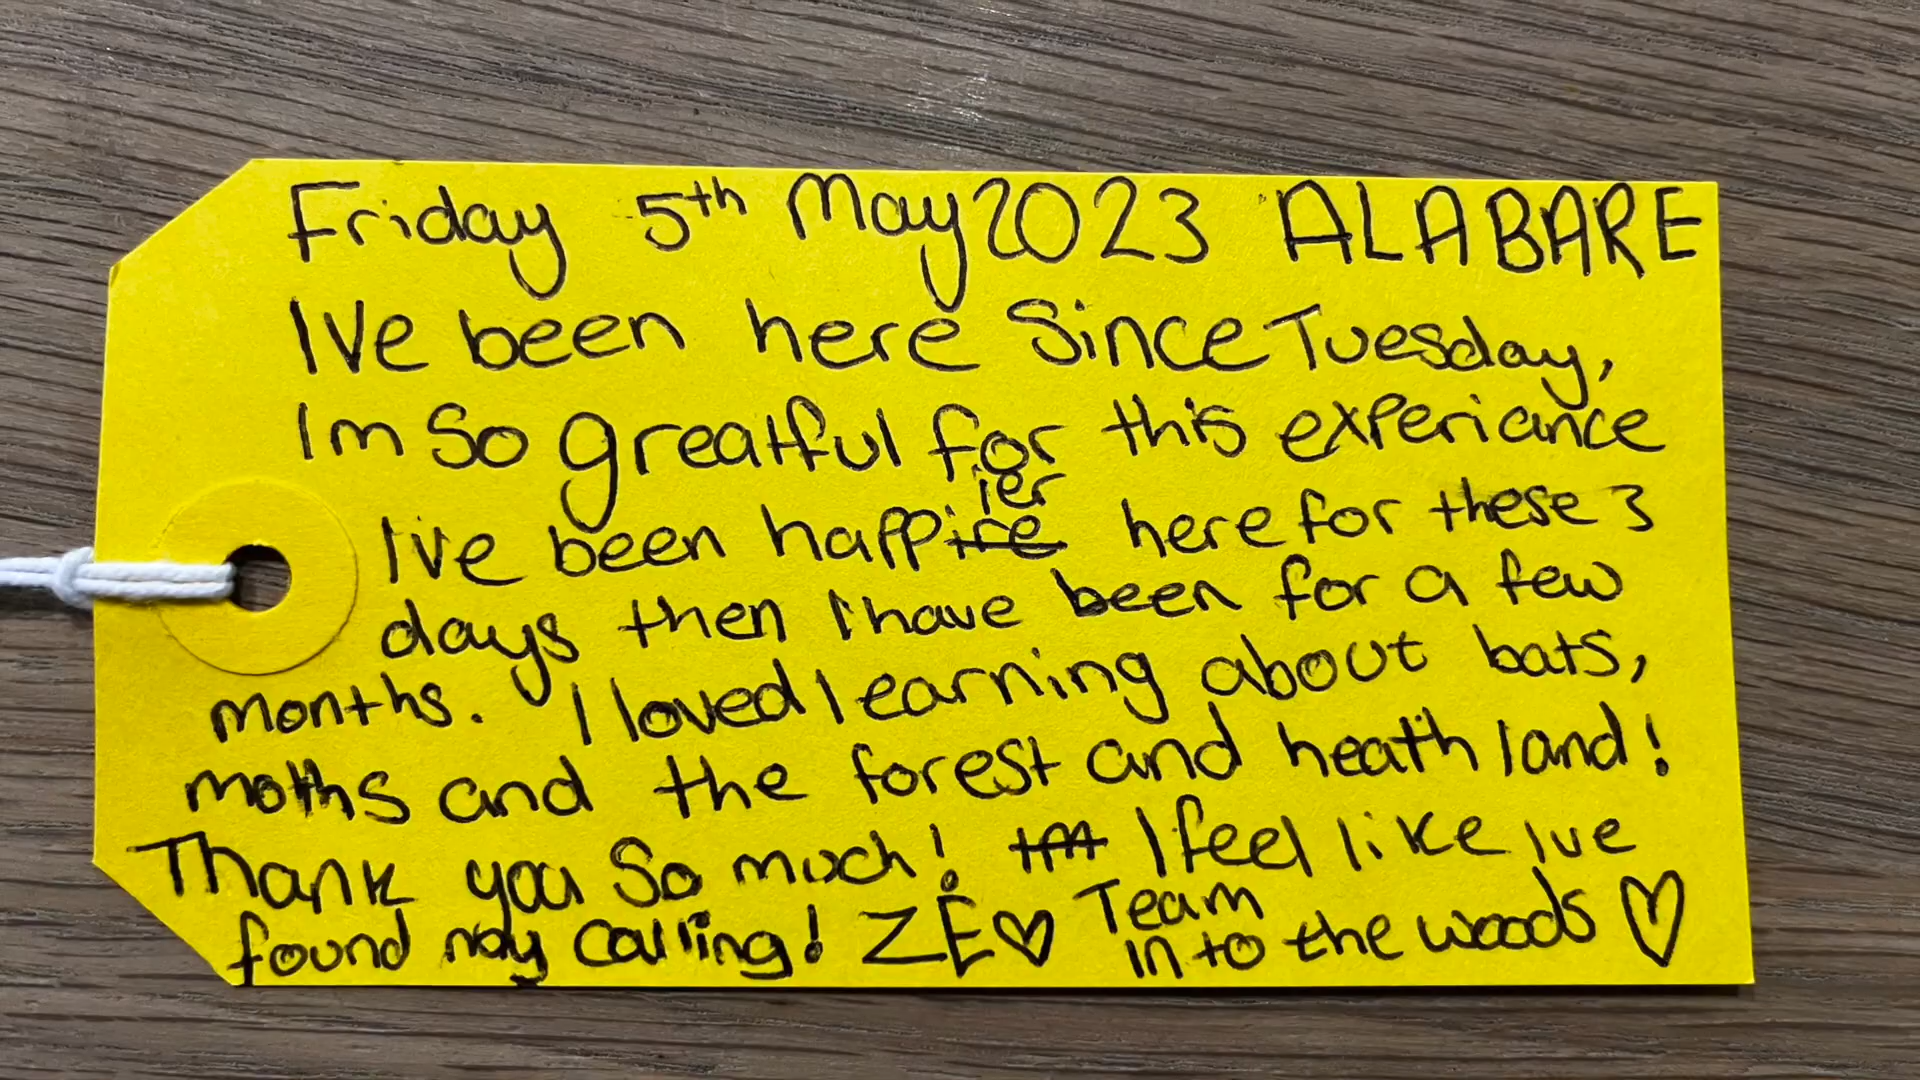 Friday 5th May 2023 ALABARE
Ive been here Since Tuesday,
Im So greatful for this experiance
I've been happier here for these 3
days then I have been for a few
months. I loved learning about bats,
moths and the forest and heath land!
Thank you So much! I feel like Ive
found my calling! ZE♡ Team
in to the woods ♡